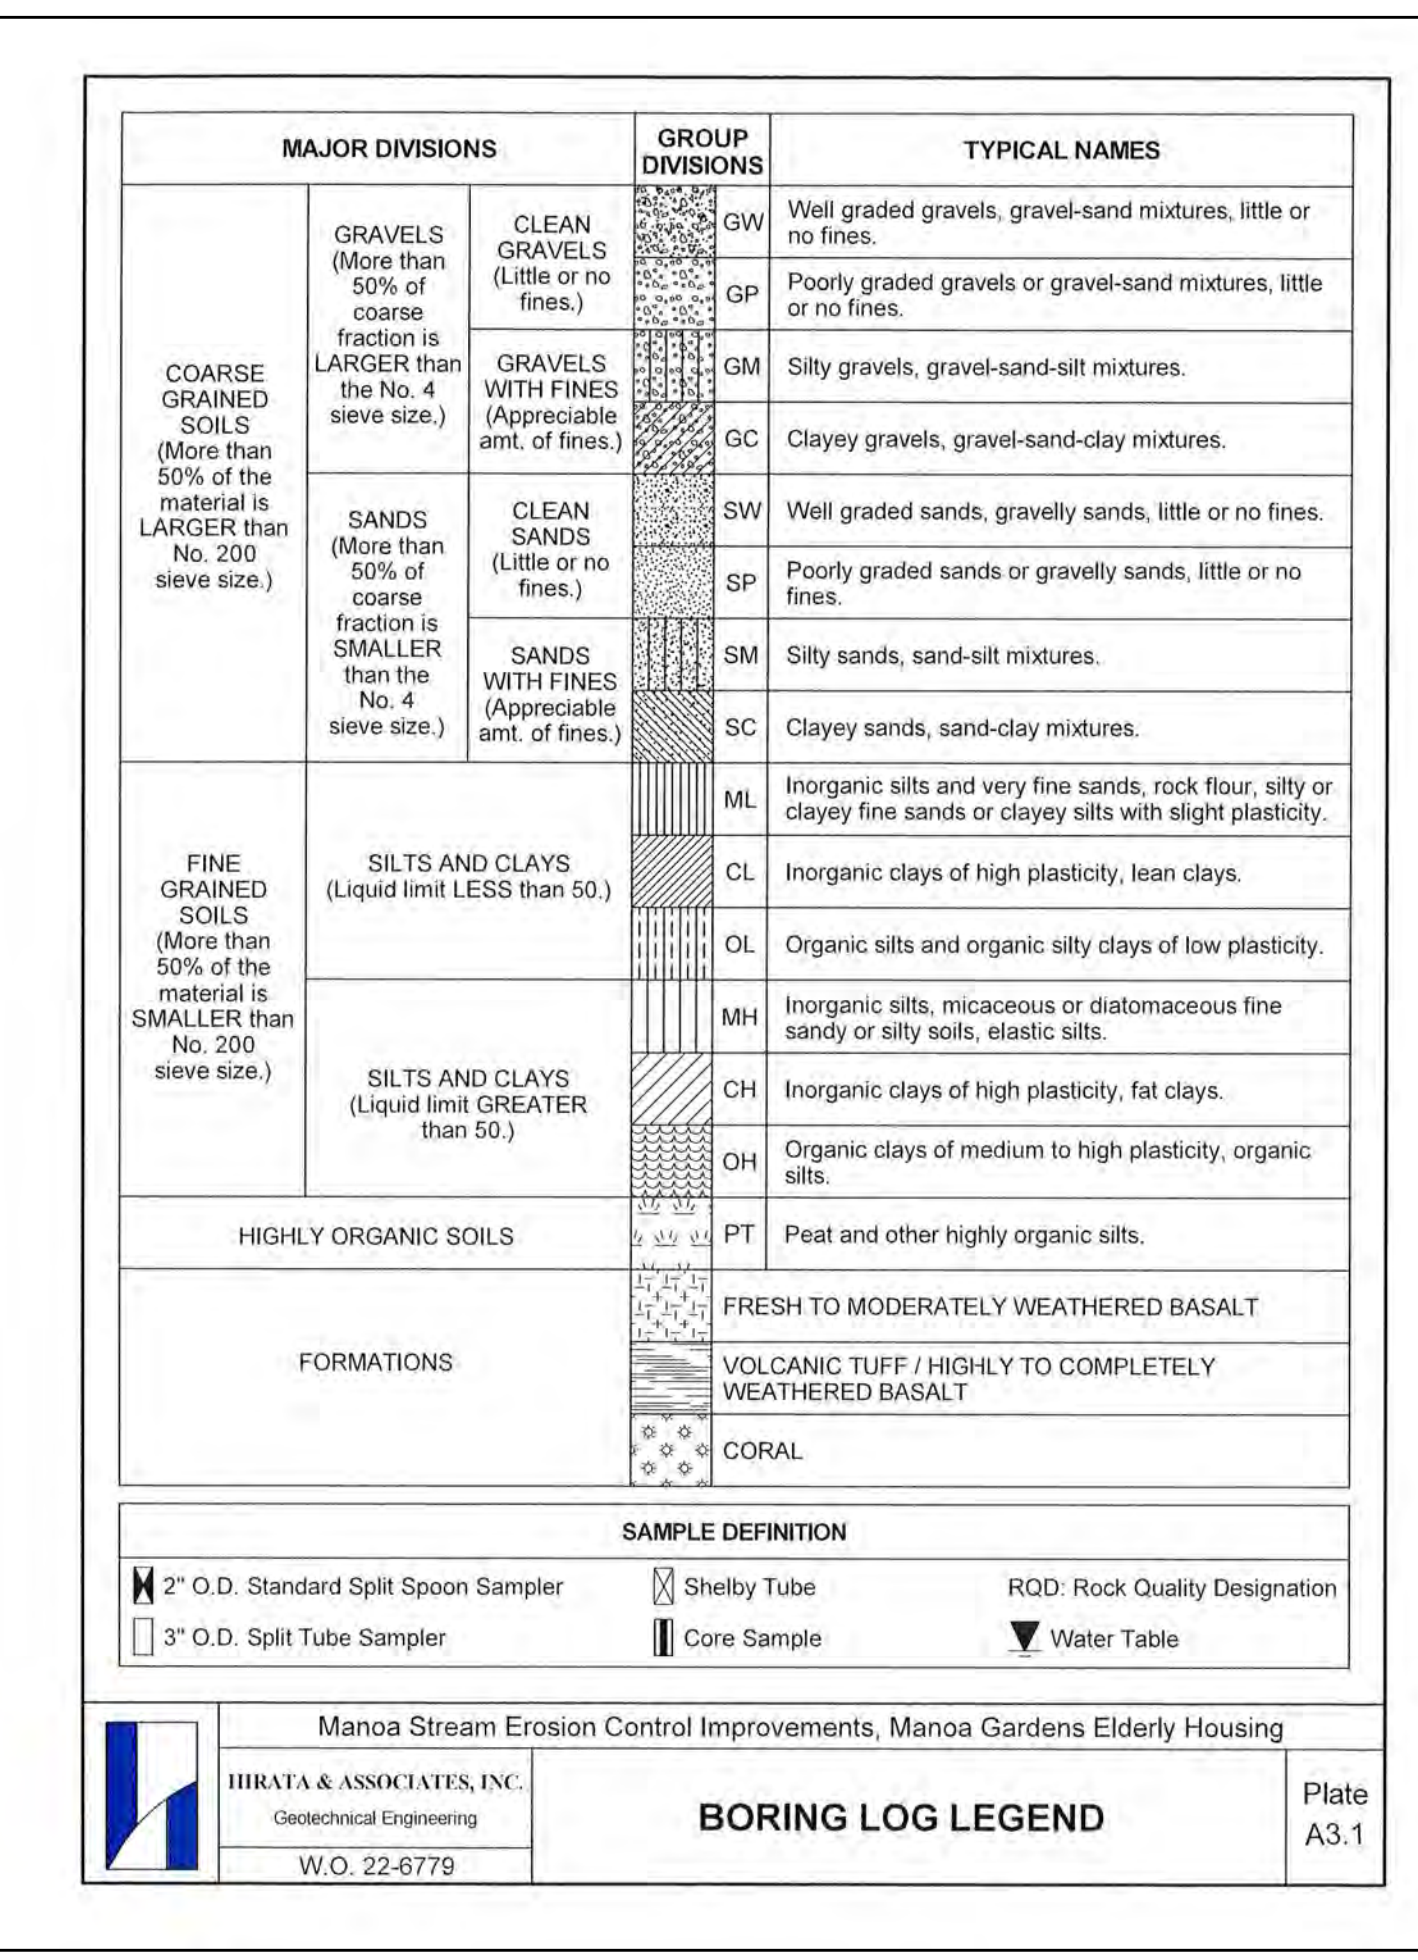 MAJOR DIVISIONS
GROUP
DIVISIONS
TYPICAL NAMES
COARSE
GRAINED
SOILS
(More than
50% of the
material is
LARGER than
No. 200
sieve size.)
GRAVELS
(More than
50% of
coarse
fraction is
LARGER than
the No. 4
sieve size.)
CLEAN
GRAVELS
(Little or no
fines.)
GW
Well graded gravels, gravel-sand mixtures, little or
no fines.
GP
Poorly graded gravels or gravel-sand mixtures, little
or no fines.
GRAVELS
WITH FINES
(Appreciable
amt. of fines.)
GM
Silty gravels, gravel-sand-silt mixtures.
GC
Clayey gravels, gravel-sand-clay mixtures.
SANDS
(More than
50% of
coarse
fraction is
SMALLER
than the
No. 4
sieve size.)
CLEAN
SANDS
(Little or no
fines.)
SW
Well graded sands, gravelly sands, little or no fines.
SP
Poorly graded sands or gravelly sands, little or no
fines.
SANDS
WITH FINES
(Appreciable
amt. of fines.)
SM
Silty sands, sand-silt mixtures.
SC
Clayey sands, sand-clay mixtures.
FINE
GRAINED
SOILS
(More than
50% of the
material is
SMALLER than
No. 200
sieve size.)
SILTS AND CLAYS
(Liquid limit LESS than 50.)
ML
Inorganic silts and very fine sands, rock flour, silty or
clayey fine sands or clayey silts with slight plasticity.
CL
Inorganic clays of high plasticity, lean clays.
OL
Organic silts and organic silty clays of low plasticity.
SILTS AND CLAYS
(Liquid limit GREATER
than 50.)
MH
Inorganic silts, micaceous or diatomaceous fine
sandy or silty soils, elastic silts.
CH
Inorganic clays of high plasticity, fat clays.
OH
Organic clays of medium to high plasticity, organic
silts.
HIGHLY ORGANIC SOILS
PT
Peat and other highly organic silts.
FORMATIONS
FRESH TO MODERATELY WEATHERED BASALT
VOLCANIC TUFF / HIGHLY TO COMPLETELY
WEATHERED BASALT
CORAL
SAMPLE DEFINITION
2" O.D. Standard Split Spoon Sampler
Shelby Tube
RQD: Rock Quality Designation
3" O.D. Split Tube Sampler
Core Sample
Water Table
Manoa Stream Erosion Control Improvements, Manoa Gardens Elderly Housing
HIRATA & ASSOCIATES, INC.
Geotechnical Engineering
W.O. 22-6779
BORING LOG LEGEND
Plate
A3.1